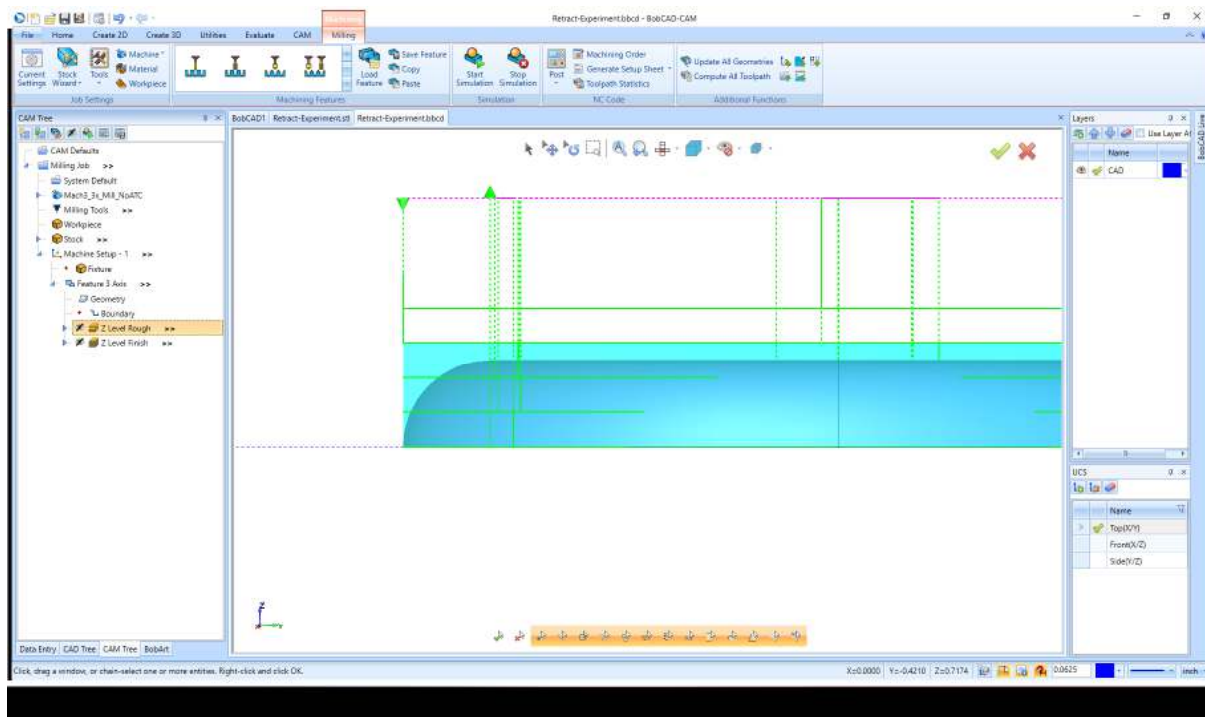 Machining
Retract-Experiment.bbcd - BobCAD-CAM
File Home Create 2D Create 3D Utilities Evaluate CAM Milling
Current Settings
Stock Wizard
Tools
Machine
Material
Workpiece
Job Settings
Machining Features
Load Feature
Save Feature
Copy
Paste
Start Simulation
Stop Simulation
Simulation
Post
Machining Order
Generate Setup Sheet
Toolpath Statistics
NC Code
Update All Geometries
Compute All Toolpath
Additional Functions
CAM Tree
BobCAD1 Retract-Experiment.stl Retract-Experiment.bbcd
CAM Defaults
Milling Job >>
System Default
Mach3_3x_Mill_NoATC
Milling Tools >>
Workpiece
Stock >>
Machine Setup - 1 >>
Fixture
Feature 3 Axis >>
Geometry
Boundary
Z Level Rough >>
Z Level Finish >>
Layers
Use Layer At
Name
CAD
BobCAD Live
UCS
Name
Top(X/Y)
Front(X/Z)
Side(Y/Z)
Z
Data Entry CAD Tree CAM Tree BobArt
Click, drag a window, or chain-select one or more entities. Right-click and click OK.
X=0.0000 Y=-0.4210 Z=0.7174 0.0625 inch